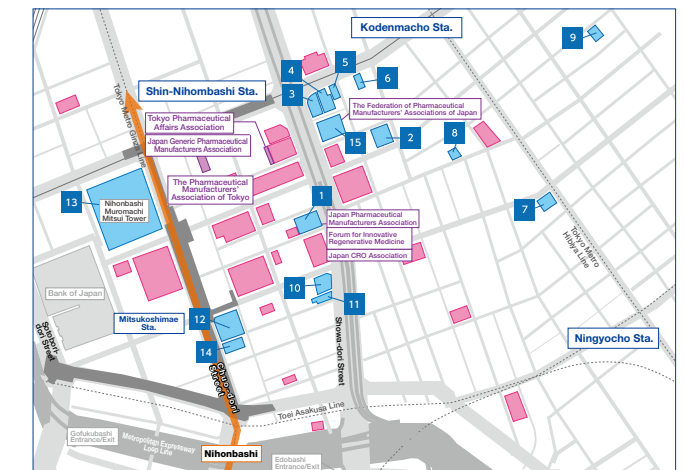 Kodenmacho Sta.
9
4
5
6
Shin-Nihombashi Sta.
3
Tokyo Metro Ginza Line
The Federation of Pharmaceutical
Manufacturers' Associations of Japan
Tokyo Pharmaceutical
Affairs Association
15
2
Japan Generic Pharmaceutical
Manufacturers Association
8
The Pharmaceutical
Manufacturers'
Association of Tokyo
13
Nihonbashi
Muromachi
Mitsui Tower
1
7
Japan Pharmaceutical
Manufacturers Association
Forum for Innovative
Regenerative Medicine
Japan CRO Association
Tokyo Metro
Hibiya Line
Bank of Japan
10
11
Mitsukoshimae
Sta.
12
14
Sotobori-
dori Street
Showa-dori Street
Ningyocho Sta.
Chuo-dori
Street
Toei Asakusa Line
Gofukubashi
Entrance/Exit
Metropolitan Expressway
Loop Line
Nihonbashi
Edobashi
Entrance/Exit